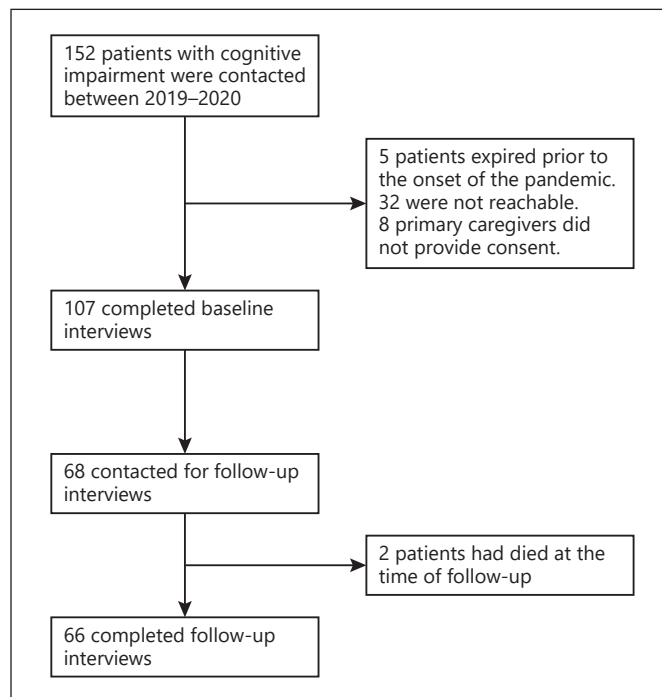 152 patients with cognitive
impairment were contacted
between 2019–2020
5 patients expired prior to
the onset of the pandemic.
32 were not reachable.
8 primary caregivers did
not provide consent.
107 completed baseline
interviews
68 contacted for follow-up
interviews
2 patients had died at the
time of follow-up
66 completed follow-up
interviews